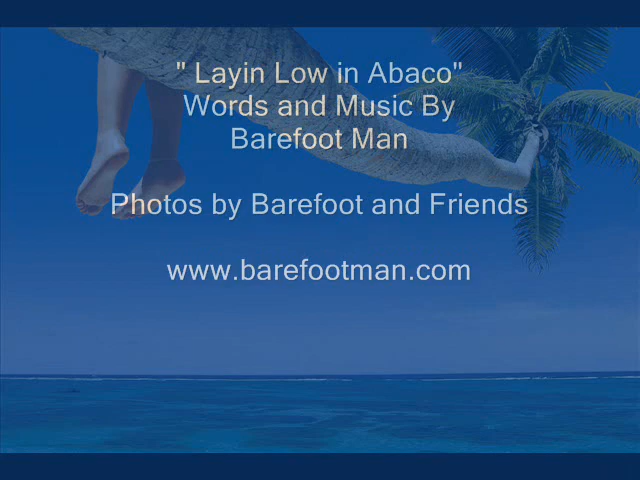 " Layin Low in Abaco"
Words and Music By
Barefoot Man
Photos by Barefoot and Friends
www.barefootman.com